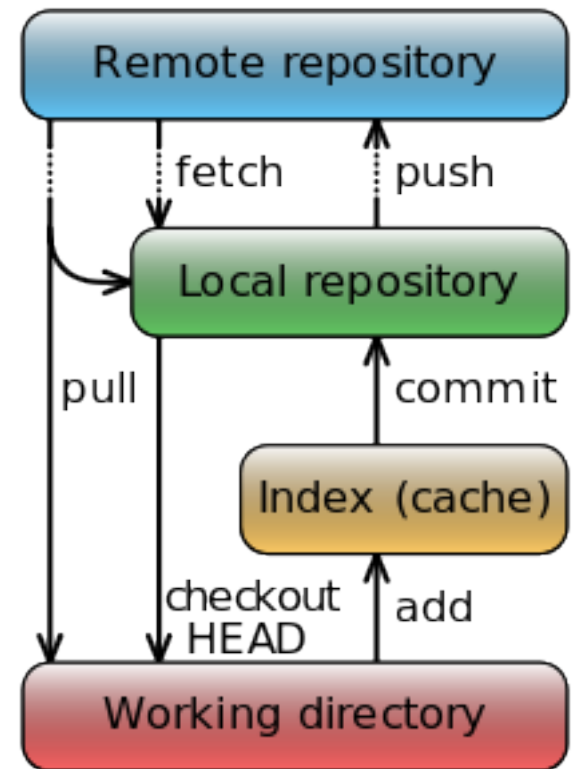 Remote repository
fetch
push
Local repository
pull
commit
Index (cache)
checkout
HEAD
add
Working directory